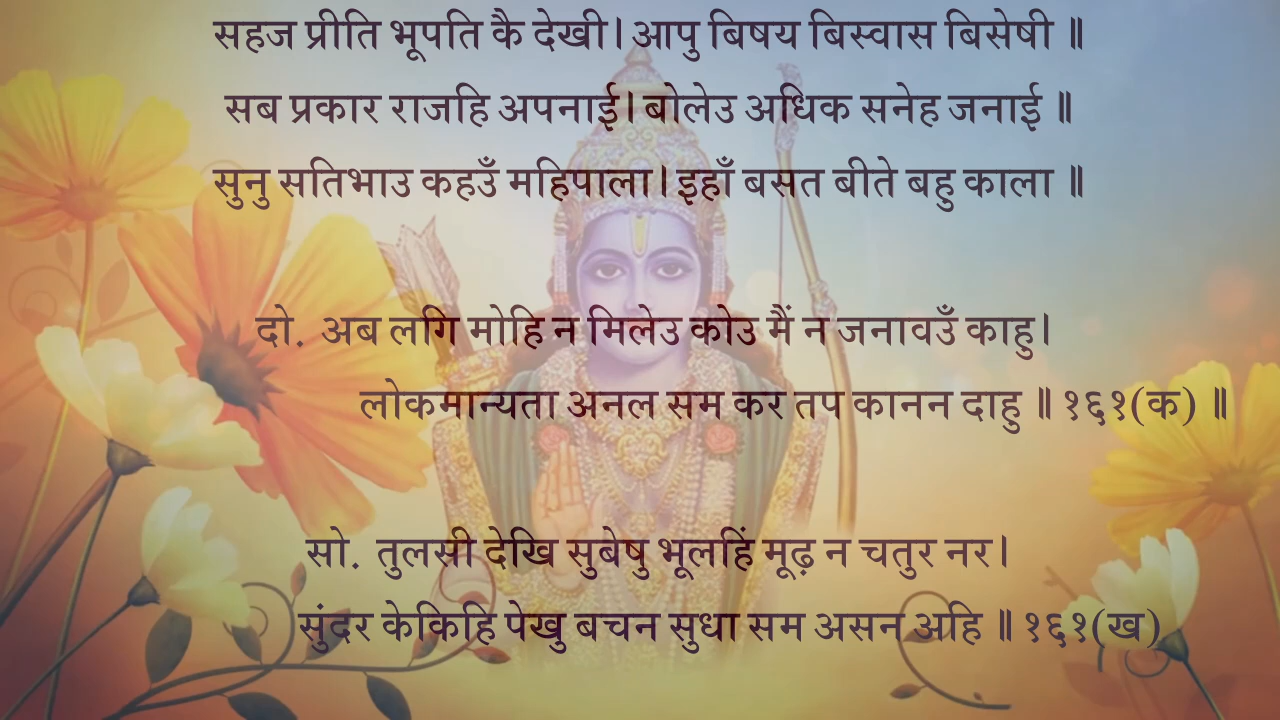 सहज प्रीति भूपति कै देखी। आपु बिषय बिस्वास बिसेषी ॥
सब प्रकार राजहि अपनाई। बोलेउ अधिक सनेह जनाई ॥
सुनु सतिभाउ कहउँ महिपाला। इहाँ बसत बीते बहु काला ॥
दो. अब लगि मोहि न मिलेउ कोउ मैं न जनावउँ काहु।
लोकमान्यता अनल सम कर तप कानन दाहु ॥ १६१(क) ॥
सो. तुलसी देखि सुबेषु भूलहिं मूढ़ न चतुर नर।
सुंदर केकिहि पेखु बचन सुधा सम असन अहि ॥ १६१(ख)